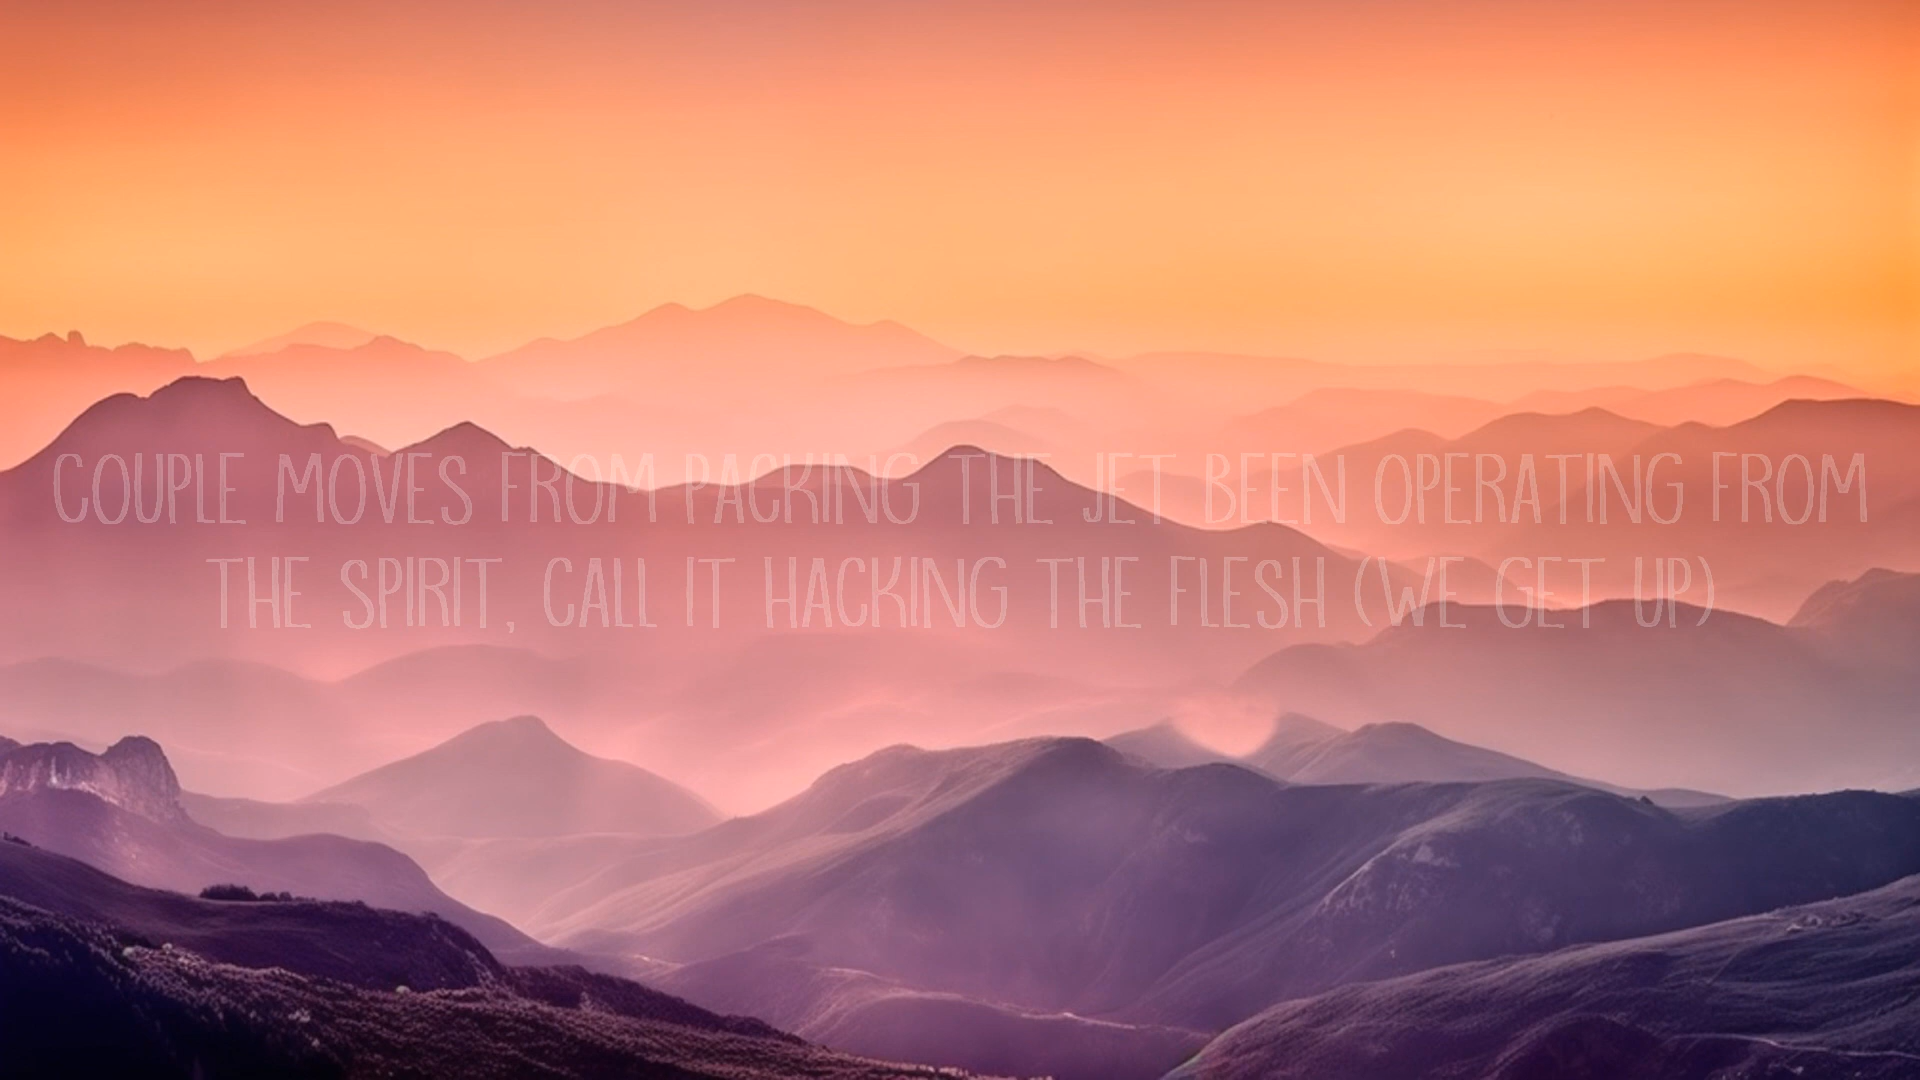 COUPLE MOVES FROM PACKING THE JET BEEN OPERATING FROM
THE SPIRIT, CALL IT HACKING THE FLESH (WE GET UP)